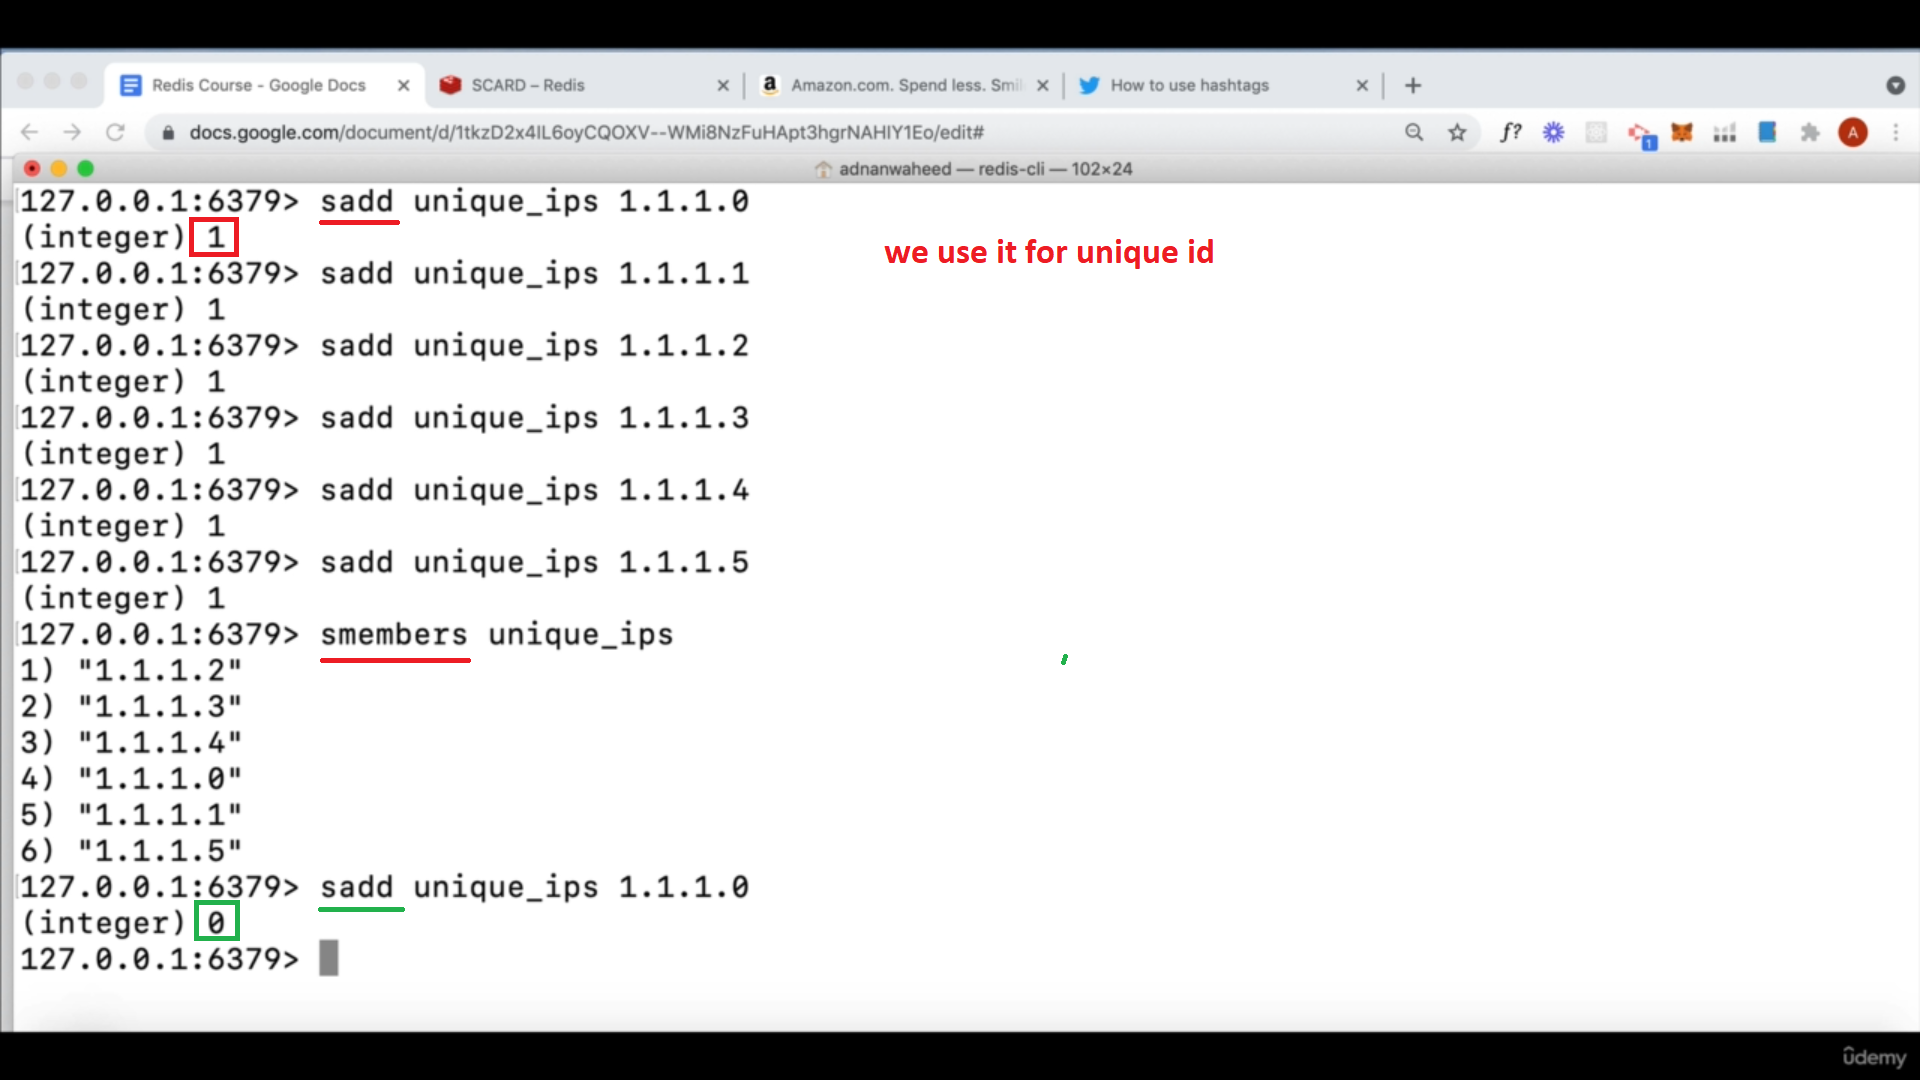 Redis Course - Google Docs
SCARD – Redis
Amazon.com. Spend less. Smi
How to use hashtags
docs.google.com/document/d/1tkzD2x4IL6oyCQOXV--WMi8NzFuHApt3hgrNAHIY1Eo/edit#
f?
1
A
adnanwaheed — redis-cli — 102×24
127.0.0.1:6379> sadd unique_ips 1.1.1.0
(integer) 1
we use it for unique id
127.0.0.1:6379> sadd unique_ips 1.1.1.1
(integer) 1
127.0.0.1:6379> sadd unique_ips 1.1.1.2
(integer) 1
127.0.0.1:6379> sadd unique_ips 1.1.1.3
(integer) 1
127.0.0.1:6379> sadd unique_ips 1.1.1.4
(integer) 1
127.0.0.1:6379> sadd unique_ips 1.1.1.5
(integer) 1
127.0.0.1:6379> smembers unique_ips
1) "1.1.1.2"
2) "1.1.1.3"
3) "1.1.1.4"
4) "1.1.1.0"
5) "1.1.1.1"
6) "1.1.1.5"
127.0.0.1:6379> sadd unique_ips 1.1.1.0
(integer) 0
127.0.0.1:6379>
ûdemy